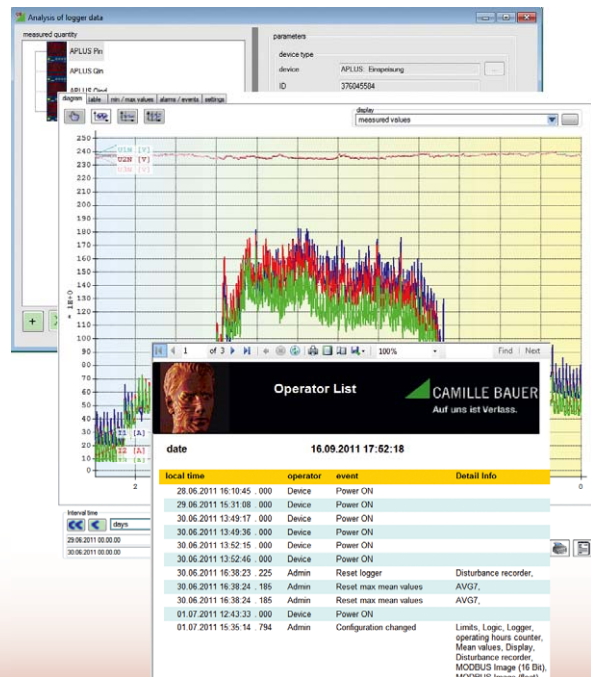 Analysis of logger data
measured quantity
parameters
APLUS Pin
APLUS Qin
device type
device APLUS: Einspeisung ...
ID 376045584
diagram table min / max values alarms / events settings
display
measured values
250
240
230
220
210
200
190
180
170
160
150
140
130
120
110
100
90
80
70
60
50
40
30
20
10
0
U1N [V]
U2N [V]
U3N [V]
* 1E+0
I1 [A]
I2 [A]
2
0
Interval time
days
29.06.2011 00.00.00
30.06.2011 00.00.00
1 of 3 100% Find | Next
Operator List
CAMILLE BAUER
Auf uns ist Verlass.
date 16.09.2011 17:52:18
local time operator event Detail Info
28.06.2011 16:10:45 . 000 Device Power ON
29.06.2011 15:31:08 . 000 Device Power ON
30.06.2011 13:49:17 . 000 Device Power ON
30.06.2011 13:49:36 . 000 Device Power ON
30.06.2011 13:52:15 . 000 Device Power ON
30.06.2011 13:52:46 . 000 Device Power ON
30.06.2011 16:38:23 . 225 Admin Reset logger Disturbance recorder,
30.06.2011 16:38:24 . 185 Admin Reset max mean values AVG7,
30.06.2011 16:38:24 . 185 Admin Reset max mean values AVG7,
01.07.2011 12:43:33 . 000 Device Power ON
01.07.2011 15:35:14 . 794 Admin Configuration changed Limits, Logic, Logger,
operating hours counter,
Mean values, Display,
Disturbance recorder,
MODBUS Image (16 Bit),
MODBUS Image (float)